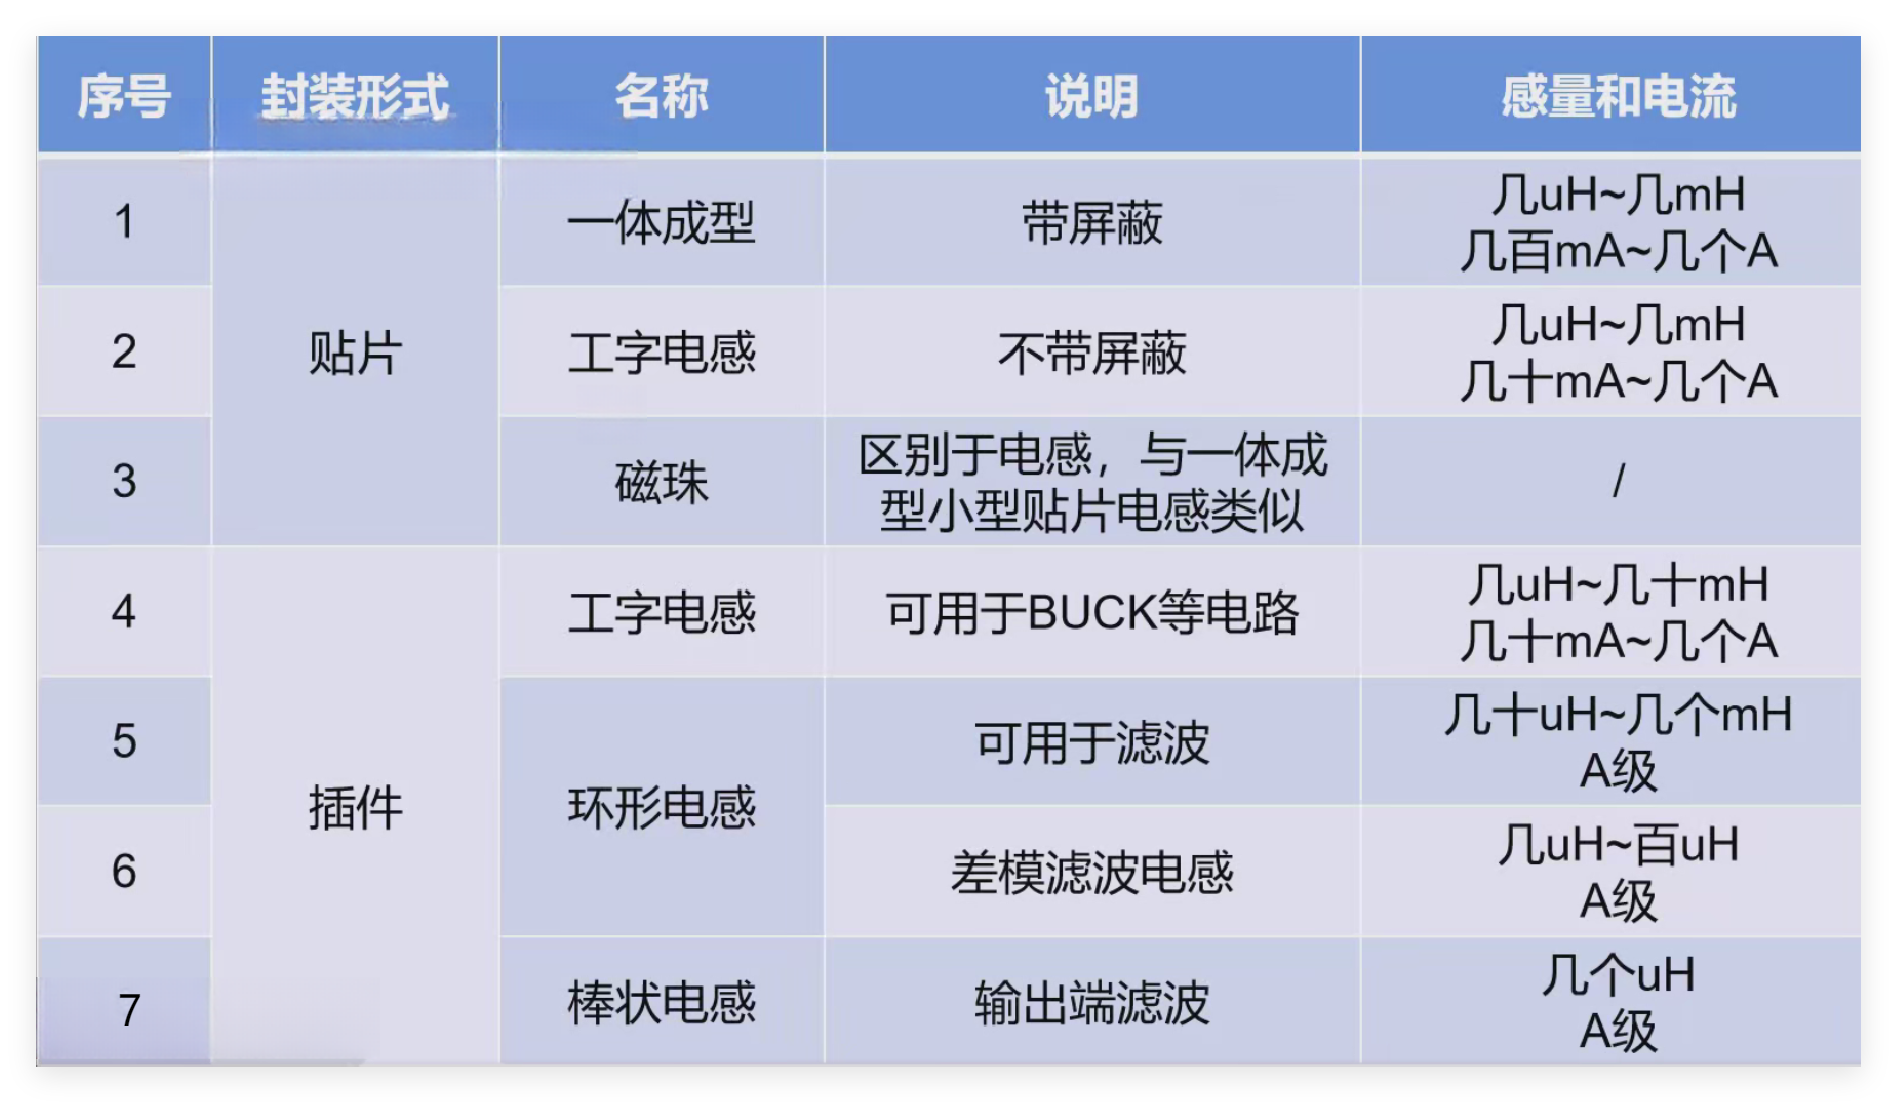 序号 封装形式 名称 说明 感量和电流
1 贴片 一体成型 带屏蔽 几uH~几mH
几百mA~几个A
2 工字电感 不带屏蔽 几uH~几mH
几十mA~几个A
3 磁珠 区别于电感，与一体成
型小型贴片电感类似 /
4 插件 工字电感 可用于BUCK等电路 几uH~几十mH
几十mA~几个A
5 环形电感 可用于滤波 几十uH~几个mH
A级
6 差模滤波电感 几uH~百uH
A级
7 棒状电感 输出端滤波 几个uH
A级